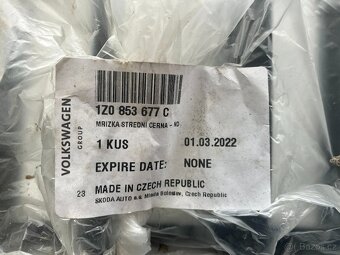 VOLKSWAGEN
GROUP
1Z0 853 677 C
MRIZKA STREDNI CERNA -
1 KUS 01.03.2022
EXPIRE DATE: NONE
23 MADE IN CZECH REPUBLIC
SKODA AUTO a.s. Mlada Boleslav, Czech Republic